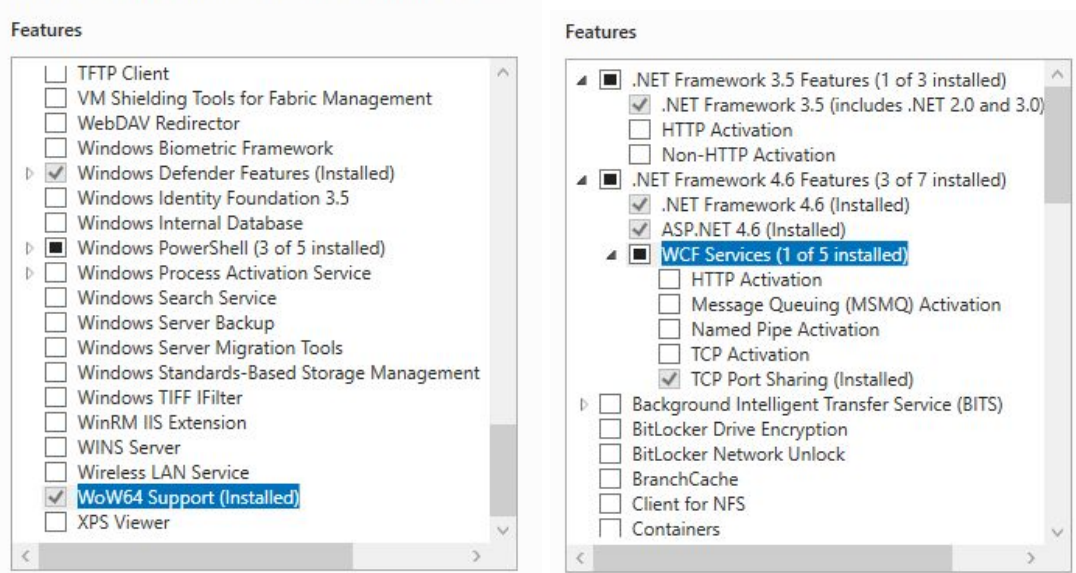 Features
TFTP Client
VM Shielding Tools for Fabric Management
WebDAV Redirector
Windows Biometric Framework
Windows Defender Features (Installed)
Windows Identity Foundation 3.5
Windows Internal Database
Windows PowerShell (3 of 5 installed)
Windows Process Activation Service
Windows Search Service
Windows Server Backup
Windows Server Migration Tools
Windows Standards-Based Storage Management
Windows TIFF IFilter
WinRM IIS Extension
WINS Server
Wireless LAN Service
WoW64 Support (Installed)
XPS Viewer
Features
.NET Framework 3.5 Features (1 of 3 installed)
.NET Framework 3.5 (includes .NET 2.0 and 3.0)
HTTP Activation
Non-HTTP Activation
.NET Framework 4.6 Features (3 of 7 installed)
.NET Framework 4.6 (Installed)
ASP.NET 4.6 (Installed)
WCF Services (1 of 5 installed)
HTTP Activation
Message Queuing (MSMQ) Activation
Named Pipe Activation
TCP Activation
TCP Port Sharing (Installed)
Background Intelligent Transfer Service (BITS)
BitLocker Drive Encryption
BitLocker Network Unlock
BranchCache
Client for NFS
Containers